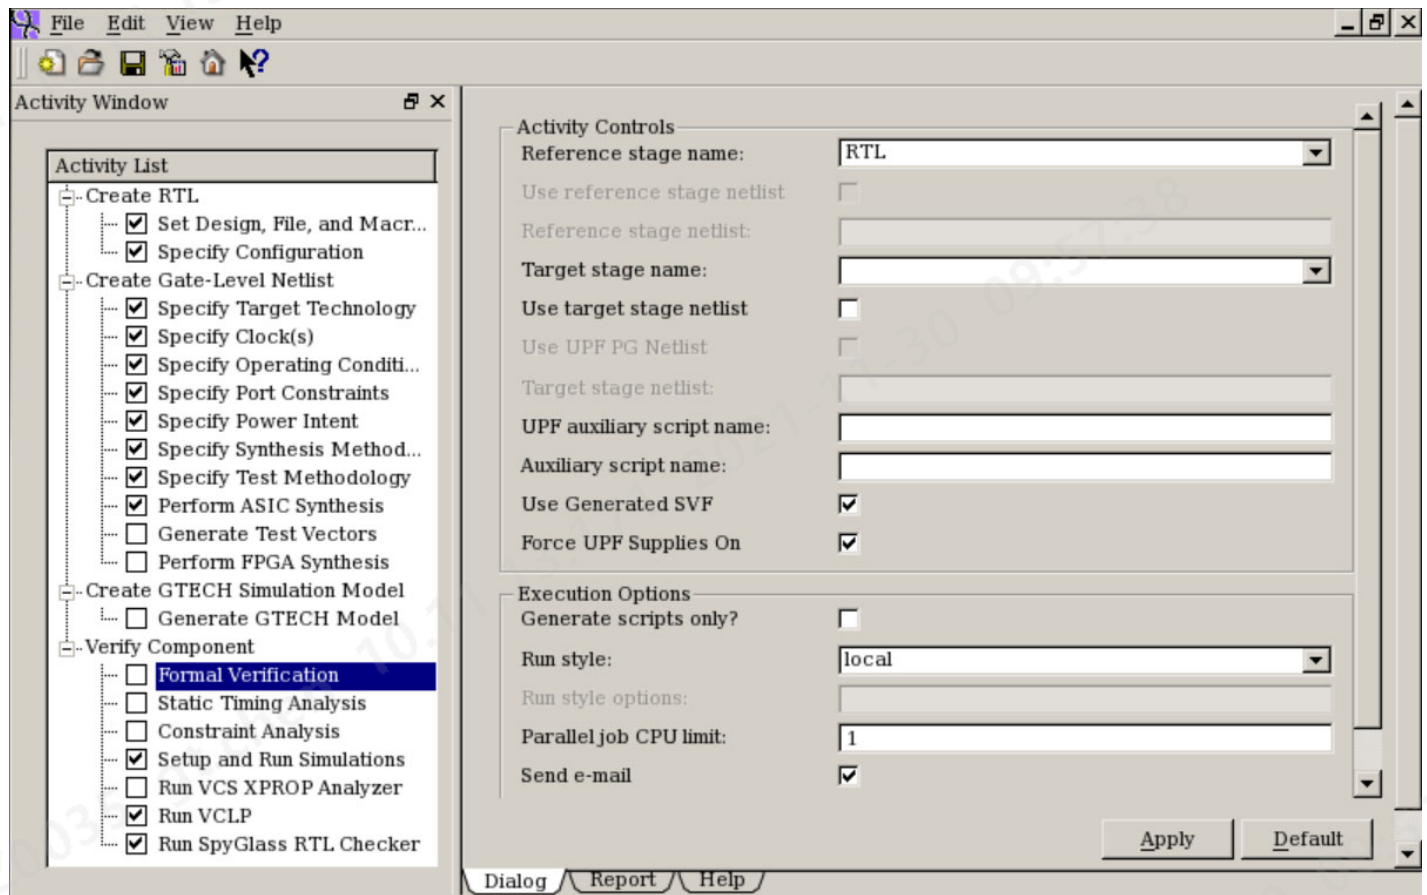 File Edit View Help
Activity Window
Activity List
Create RTL
Set Design, File, and Macr...
Specify Configuration
Create Gate-Level Netlist
Specify Target Technology
Specify Clock(s)
Specify Operating Conditi...
Specify Port Constraints
Specify Power Intent
Specify Synthesis Method...
Specify Test Methodology
Perform ASIC Synthesis
Generate Test Vectors
Perform FPGA Synthesis
Create GTECH Simulation Model
Generate GTECH Model
Verify Component
Formal Verification
Static Timing Analysis
Constraint Analysis
Setup and Run Simulations
Run VCS XPROP Analyzer
Run VCLP
Run SpyGlass RTL Checker
Activity Controls
Reference stage name: RTL
Use reference stage netlist
Reference stage netlist:
Target stage name:
Use target stage netlist
Use UPF PG Netlist
Target stage netlist:
UPF auxiliary script name:
Auxiliary script name:
Use Generated SVF
Force UPF Supplies On
Execution Options
Generate scripts only?
Run style: local
Run style options:
Parallel job CPU limit: 1
Send e-mail
Apply Default
Dialog Report Help
2021-11-30 09:57:38